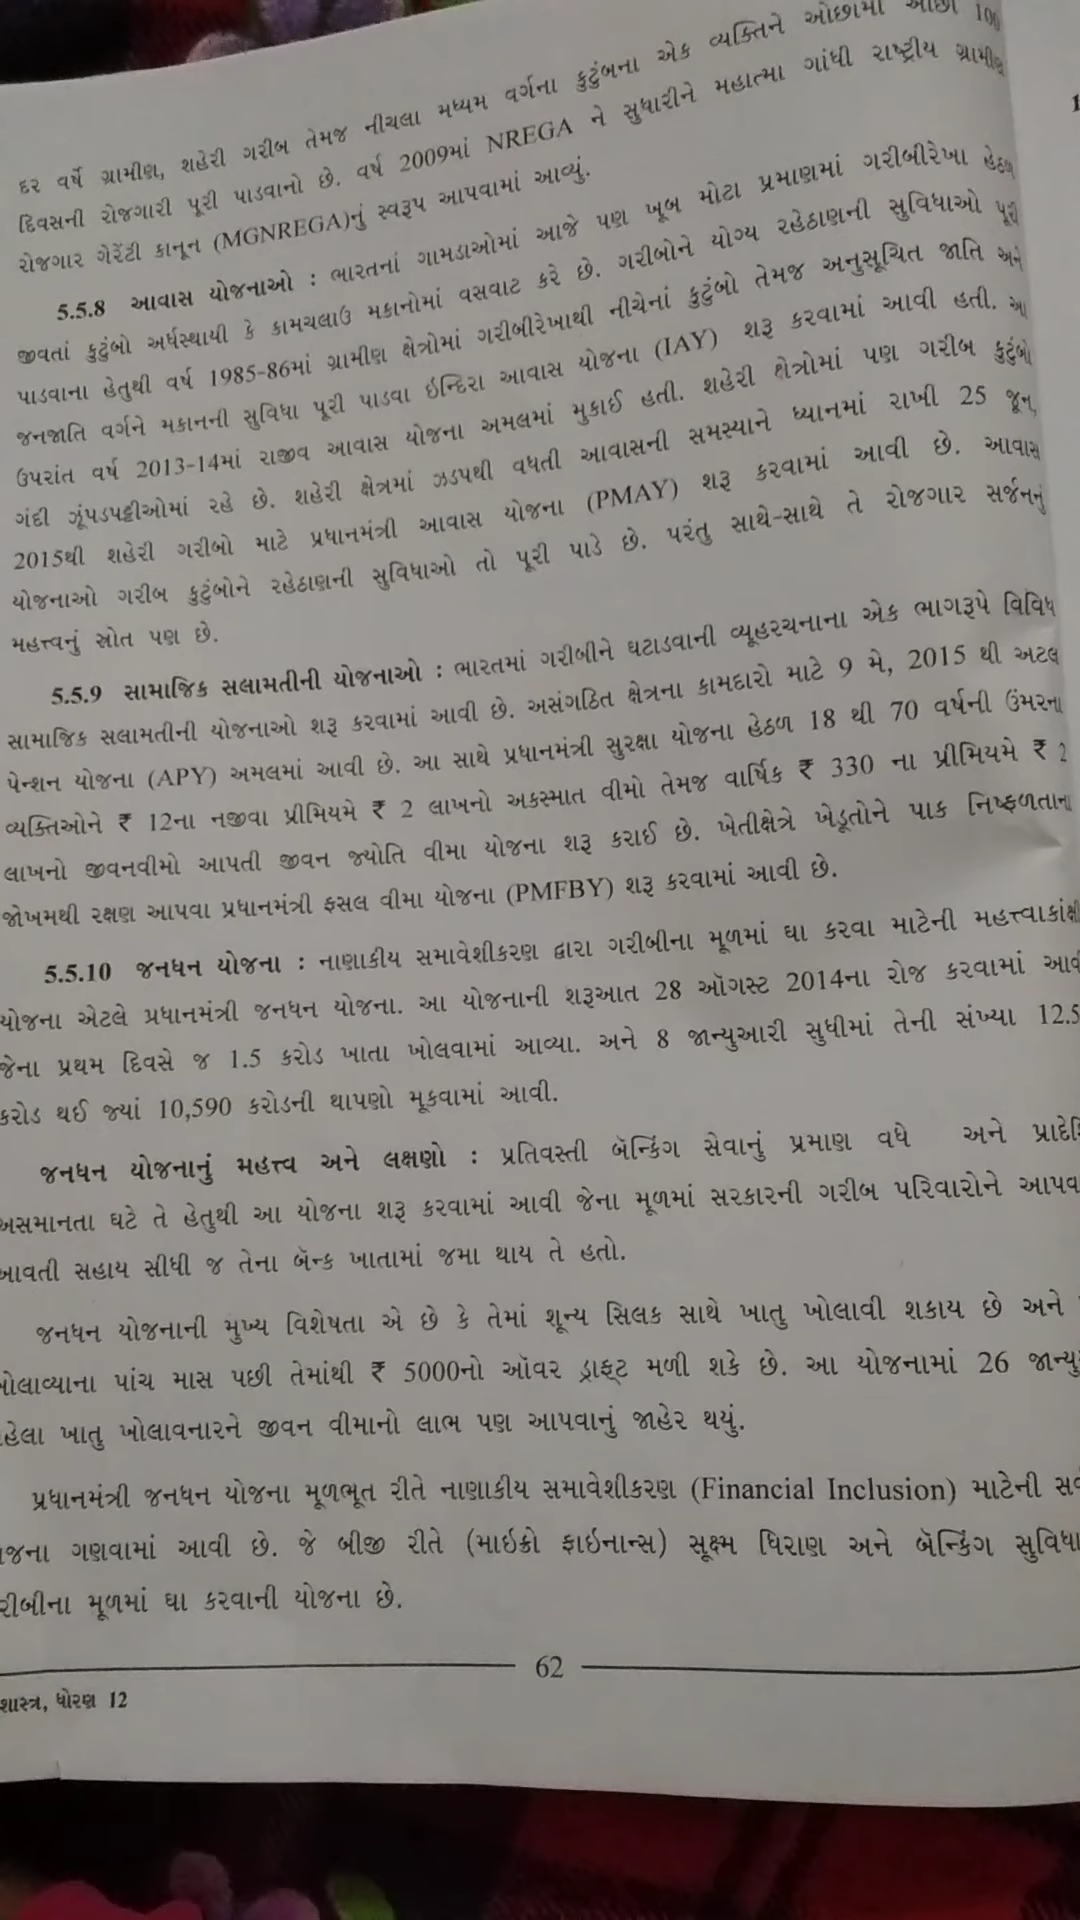 દર વર્ષે ગ્રામીણ, શહેરી ગરીબ તેમજ નીચલા મધ્યમ વર્ગના કુટુંબના એક વ્યક્તિને ઓછામાં ઓછી 100
દિવસની રોજગારી પૂરી પાડવાનો છે. વર્ષ 2009માં NREGA ને સુધારીને મહાત્મા ગાંધી રાષ્ટ્રીય ગ્રામીણ
રોજગાર ગેરેંટી કાનૂન (MGNREGA)નું સ્વરૂપ આપવામાં આવ્યું.
5.5.8 આવાસ યોજનાઓ : ભારતનાં ગામડાઓમાં આજે પણ ખૂબ મોટા પ્રમાણમાં ગરીબીરેખા હેઠળ
જીવતાં કુટુંબો અર્ધસ્થાયી કે કામચલાઉ મકાનોમાં વસવાટ કરે છે. ગરીબોને યોગ્ય રહેઠાણની સુવિધાઓ પૂરી
પાડવાના હેતુથી વર્ષ 1985-86માં ગ્રામીણ ક્ષેત્રોમાં ગરીબીરેખાથી નીચેનાં કુટુંબો તેમજ અનુસૂચિત જાતિ અને
જનજાતિ વર્ગને મકાનની સુવિધા પૂરી પાડવા ઇન્દિરા આવાસ યોજના (IAY) શરૂ કરવામાં આવી હતી. આ
ઉપરાંત વર્ષ 2013-14માં રાજીવ આવાસ યોજના અમલમાં મુકાઈ હતી. શહેરી ક્ષેત્રોમાં પણ ગરીબ કુટુંબો
ગંદી ઝૂંપડપટ્ટીઓમાં રહે છે. શહેરી ક્ષેત્રમાં ઝડપથી વધતી આવાસની સમસ્યાને ધ્યાનમાં રાખી 25 જૂન,
2015થી શહેરી ગરીબો માટે પ્રધાનમંત્રી આવાસ યોજના (PMAY) શરૂ કરવામાં આવી છે. આવાસ
યોજનાઓ ગરીબ કુટુંબોને રહેઠાણની સુવિધાઓ તો પૂરી પાડે છે. પરંતુ સાથે-સાથે તે રોજગાર સર્જનનું
મહત્ત્વનું સ્રોત પણ છે.
5.5.9 સામાજિક સલામતીની યોજનાઓ : ભારતમાં ગરીબીને ઘટાડવાની વ્યૂહરચનાના એક ભાગરૂપે વિવિધ
સામાજિક સલામતીની યોજનાઓ શરૂ કરવામાં આવી છે. અસંગઠિત ક્ષેત્રના કામદારો માટે 9 મે, 2015 થી અટલ
પેન્શન યોજના (APY) અમલમાં આવી છે. આ સાથે પ્રધાનમંત્રી સુરક્ષા યોજના હેઠળ 18 થી 70 વર્ષની ઉંમરના
વ્યક્તિઓને ₹ 12ના નજીવા પ્રીમિયમે ₹ 2 લાખનો અકસ્માત વીમો તેમજ વાર્ષિક ₹ 330 ના પ્રીમિયમે ₹ 2
લાખનો જીવનવીમો આપતી જીવન જ્યોતિ વીમા યોજના શરૂ કરાઈ છે. ખેતીક્ષેત્રે ખેડૂતોને પાક નિષ્ફળતાના
જોખમથી રક્ષણ આપવા પ્રધાનમંત્રી ફસલ વીમા યોજના (PMFBY) શરૂ કરવામાં આવી છે.
5.5.10 જનધન યોજના : નાણાકીય સમાવેશીકરણ દ્વારા ગરીબીના મૂળમાં ઘા કરવા માટેની મહત્ત્વાકાંક્ષી
યોજના એટલે પ્રધાનમંત્રી જનધન યોજના. આ યોજનાની શરૂઆત 28 ઑગસ્ટ 2014ના રોજ કરવામાં આવી
જેના પ્રથમ દિવસે જ 1.5 કરોડ ખાતા ખોલવામાં આવ્યા. અને 8 જાન્યુઆરી સુધીમાં તેની સંખ્યા 12.5
કરોડ થઈ જ્યાં 10,590 કરોડની થાપણો મૂકવામાં આવી.
જનધન યોજનાનું મહત્ત્વ અને લક્ષણો : પ્રતિવસ્તી બૅન્કિંગ સેવાનું પ્રમાણ વધે અને
અસમાનતા ઘટે તે હેતુથી આ યોજના શરૂ કરવામાં આવી જેના મૂળમાં સરકારની ગરીબ પરિવારોને
આવતી સહાય સીધી જ તેના બૅન્ક ખાતામાં જમા થાય તે હતો.
જનધન યોજનાની મુખ્ય વિશેષતા એ છે કે તેમાં શૂન્ય સિલક સાથે ખાતુ ખોલાવી શકાય છે અને
પાંચ માસ પછી તેમાંથી ₹ 5000નો ઑવર ડ્રાફ્ટ મળી શકે છે. આ યોજનામાં 26
ખાતુ ખોલાવનારને જીવન વીમાનો લાભ પણ આપવાનું જાહેર થયું.
પ્રધાનમંત્રી જનધન યોજના મૂળભૂત રીતે નાણાકીય સમાવેશીકરણ (Financial Inclusion) માટેની
ગણવામાં આવી છે. જે બીજી રીતે (માઇક્રો ફાઇનાન્સ) સૂક્ષ્મ ધિરાણ અને બૅન્કિંગ સુવિધા
મૂળમાં ઘા કરવાની યોજના છે.
62
શાસ્ત્ર, ધોરણ 12